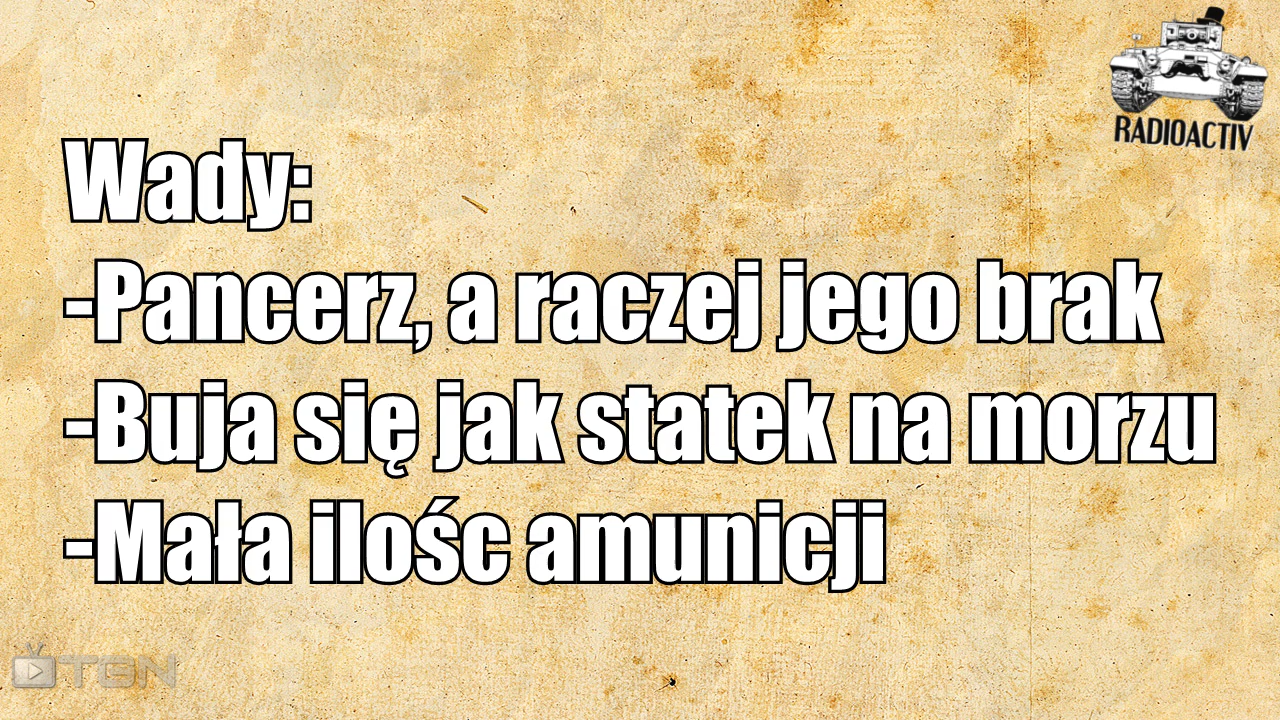 RADIOACTIV
Wady:
-Pancerz, a raczej jego brak
-Buja się jak statek na morzu
-Mała ilośc amunicji
TGN